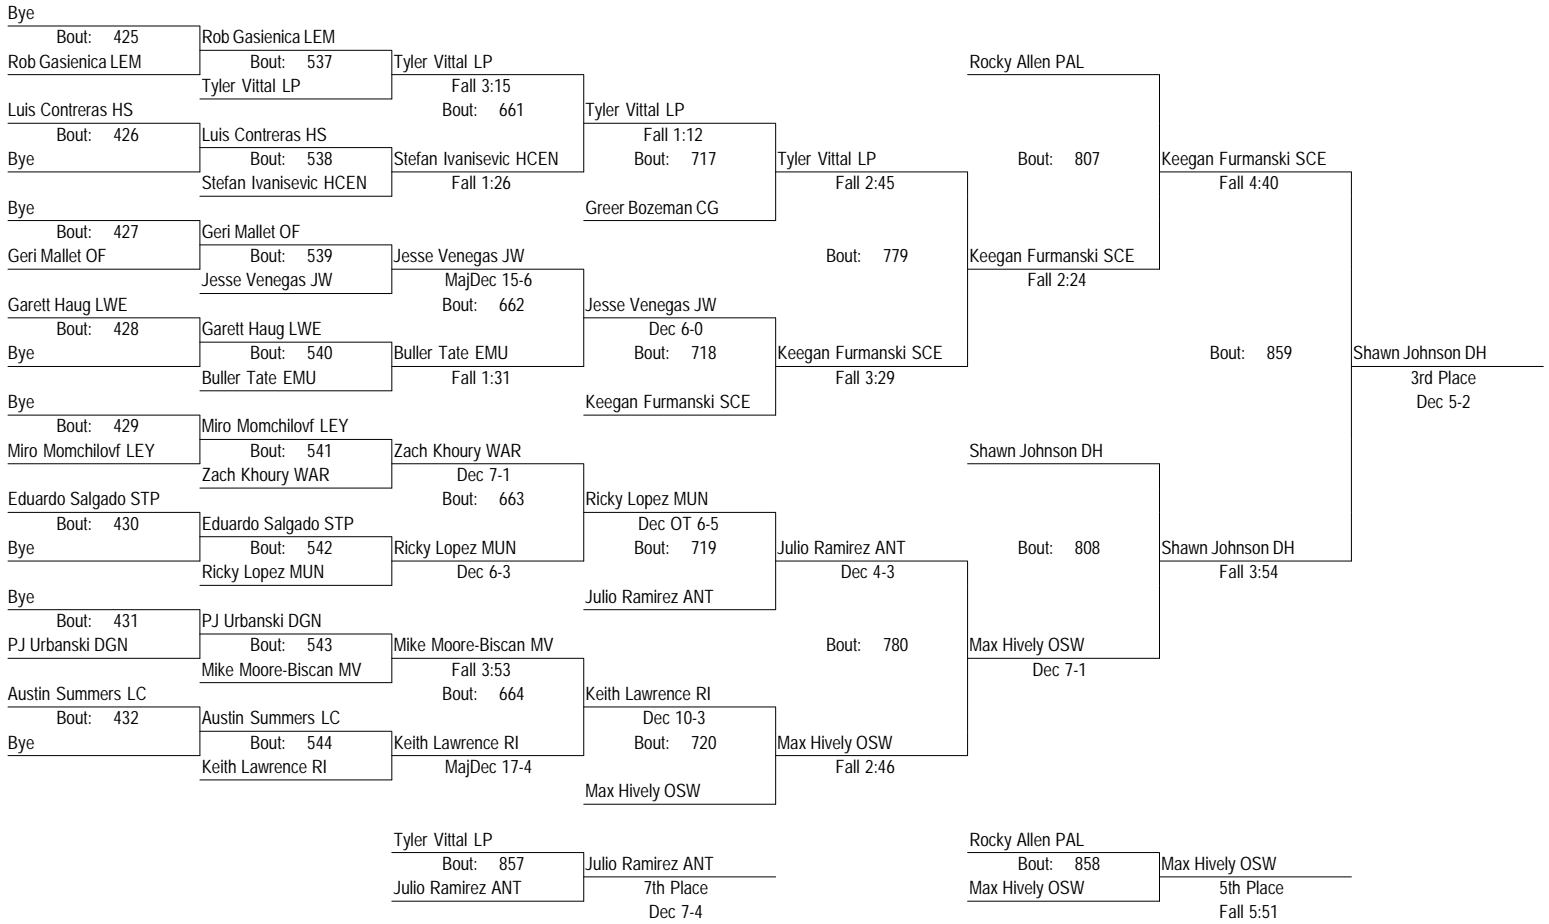 Bye
Bout: 425 Rob Gasienica LEM
Rob Gasienica LEM Bout: 537 Tyler Vittal LP Rocky Allen PAL
Tyler Vittal LP Fall 3:15
Luis Contreras HS Bout: 661 Tyler Vittal LP
Bout: 426 Luis Contreras HS Fall 1:12
Bye Bout: 538 Stefan Ivanisevic HCEN Bout: 717 Tyler Vittal LP Bout: 807 Keegan Furmanski SCE
Stefan Ivanisevic HCEN Fall 1:26 Fall 2:45 Fall 4:40
Bye Greer Bozeman CG
Bout: 427 Geri Mallet OF
Geri Mallet OF Bout: 539 Jesse Venegas JW Bout: 779 Keegan Furmanski SCE
Jesse Venegas JW MajDec 15-6 Fall 2:24
Garett Haug LWE Bout: 662 Jesse Venegas JW
Bout: 428 Garett Haug LWE Dec 6-0
Bye Bout: 540 Buller Tate EMU Bout: 718 Keegan Furmanski SCE Bout: 859 Shawn Johnson DH
Buller Tate EMU Fall 1:31 Fall 3:29 3rd Place
Bye Keegan Furmanski SCE Dec 5-2
Bout: 429 Miro Momchilovf LEY
Miro Momchilovf LEY Bout: 541 Zach Khoury WAR Shawn Johnson DH
Zach Khoury WAR Dec 7-1
Eduardo Salgado STP Bout: 663 Ricky Lopez MUN
Bout: 430 Eduardo Salgado STP Dec OT 6-5
Bye Bout: 542 Ricky Lopez MUN Bout: 719 Julio Ramirez ANT Bout: 808 Shawn Johnson DH
Ricky Lopez MUN Dec 6-3 Dec 4-3 Fall 3:54
Bye Julio Ramirez ANT
Bout: 431 PJ Urbanski DGN
PJ Urbanski DGN Bout: 543 Mike Moore-Biscan MV Bout: 780 Max Hively OSW
Mike Moore-Biscan MV Fall 3:53 Dec 7-1
Austin Summers LC Bout: 664 Keith Lawrence RI
Bout: 432 Austin Summers LC Dec 10-3
Bye Bout: 544 Keith Lawrence RI Bout: 720 Max Hively OSW
Keith Lawrence RI MajDec 17-4 Fall 2:46
Max Hively OSW
Tyler Vittal LP Rocky Allen PAL
Bout: 857 Julio Ramirez ANT Bout: 858 Max Hively OSW
Julio Ramirez ANT 7th Place Max Hively OSW 5th Place
Dec 7-4 Fall 5:51